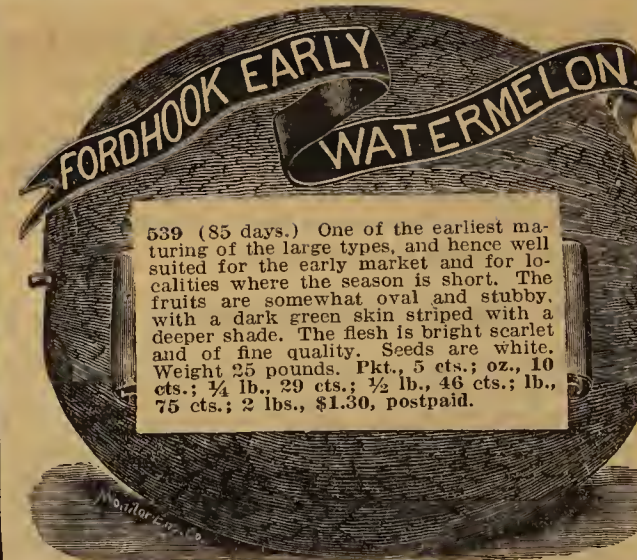 FORDHOOK EARLY
WATERMELON
539 (85 days.) One of the earliest ma-
turing of the large types, and hence well
suited for the early market and for lo-
calities where the season is short. The
fruits are somewhat oval and stubby,
with a dark green skin striped with a
deeper shade. The flesh is bright scarlet
and of fine quality. Seeds are white.
Weight 25 pounds. Pkt., 5 cts.; oz., 10
cts.; ¼ lb., 29 cts.; ½ lb., 46 cts.; lb.,
75 cts.; 2 lbs., $1.30, postpaid.
Monitor Eng. Co.